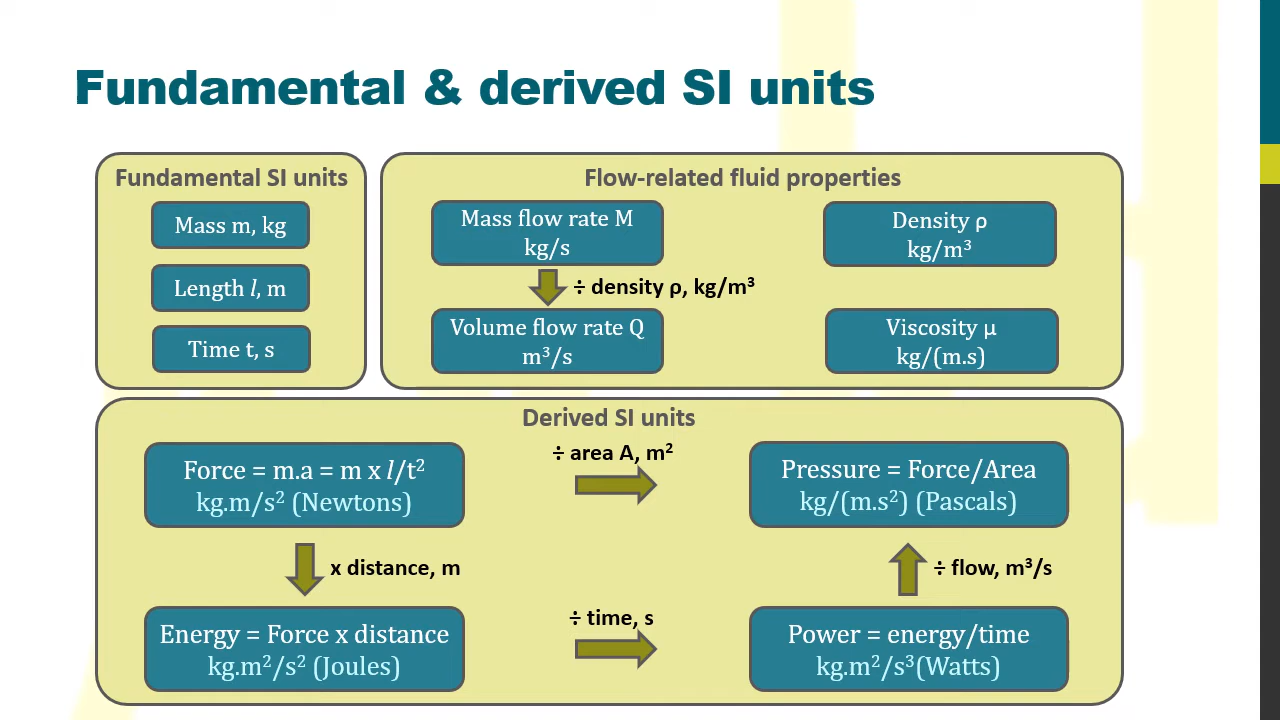 Fundamental & derived SI units
Fundamental SI units
Mass m, kg
Length l, m
Time t, s
Flow-related fluid properties
Mass flow rate M
kg/s
÷ density ρ, kg/m³
Volume flow rate Q
m³/s
Density ρ
kg/m³
Viscosity μ
kg/(m.s)
Derived SI units
Force = m.a = m x l/t²
kg.m/s² (Newtons)
÷ area A, m²
Pressure = Force/Area
kg/(m.s²) (Pascals)
x distance, m
÷ flow, m³/s
Energy = Force x distance
kg.m²/s² (Joules)
÷ time, s
Power = energy/time
kg.m²/s³(Watts)